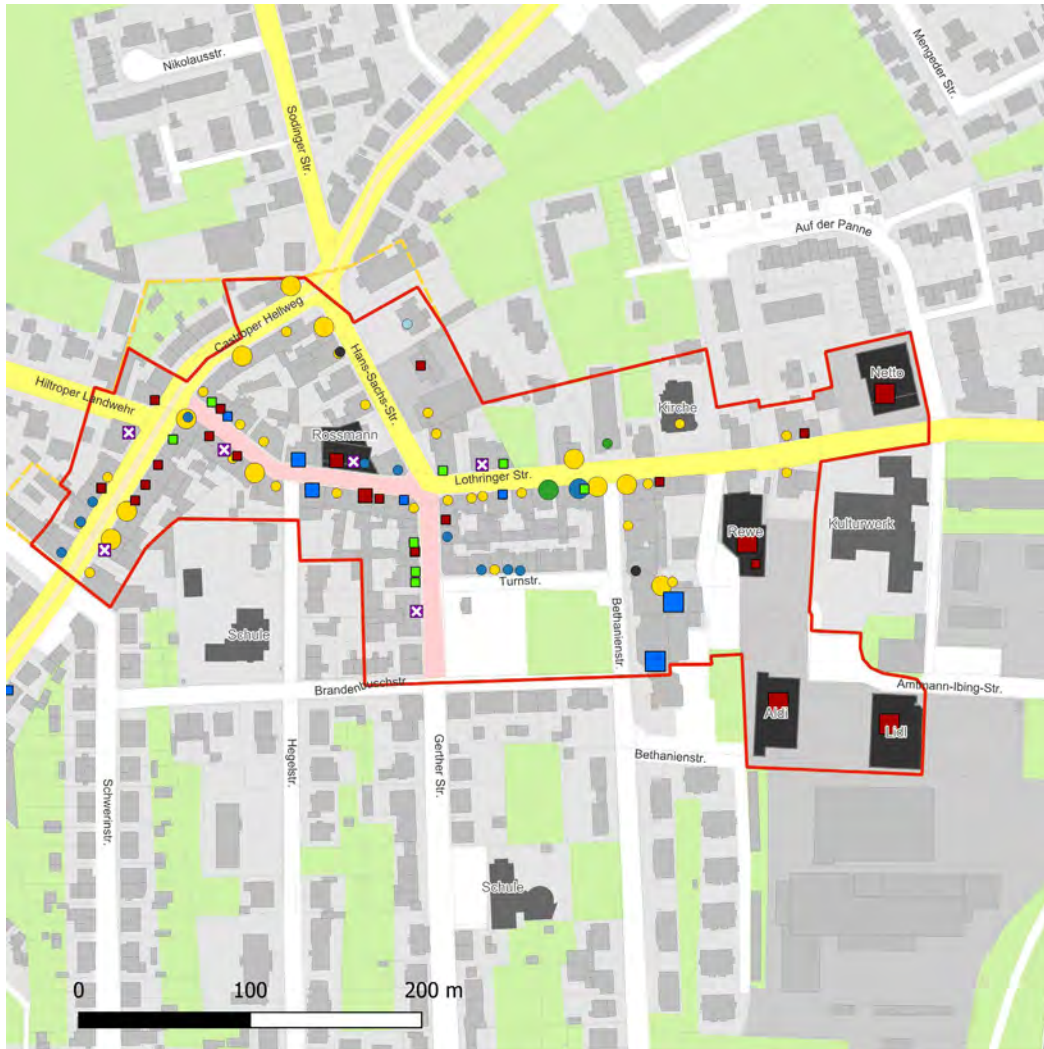 Nikolausstr.
Sodinger Str.
Mengeder Str.
Auf der Panne
Castroper Hellweg
Hans-Sachs-Str.
Hiltroper Landwehr
Netto
Kirche
Rossmann
Lothringer Str.
Rewe
Kulturwerk
Turnstr.
Schule
Bethanienstr.
Brandenbuschstr.
Amtmann-Ibing-Str.
Aldi
Lidl
Schwerinstr.
Hegelstr.
Gerther Str.
Bethanienstr.
Schule
0 100 200 m